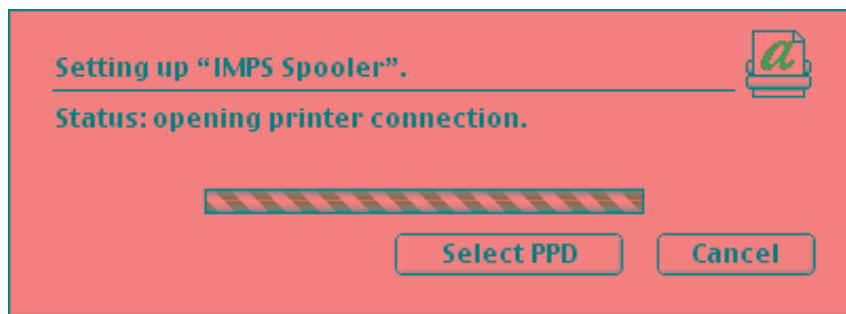 Setting up “IMPS Spooler”.
a
Status: opening printer connection.
Select PPD
Cancel